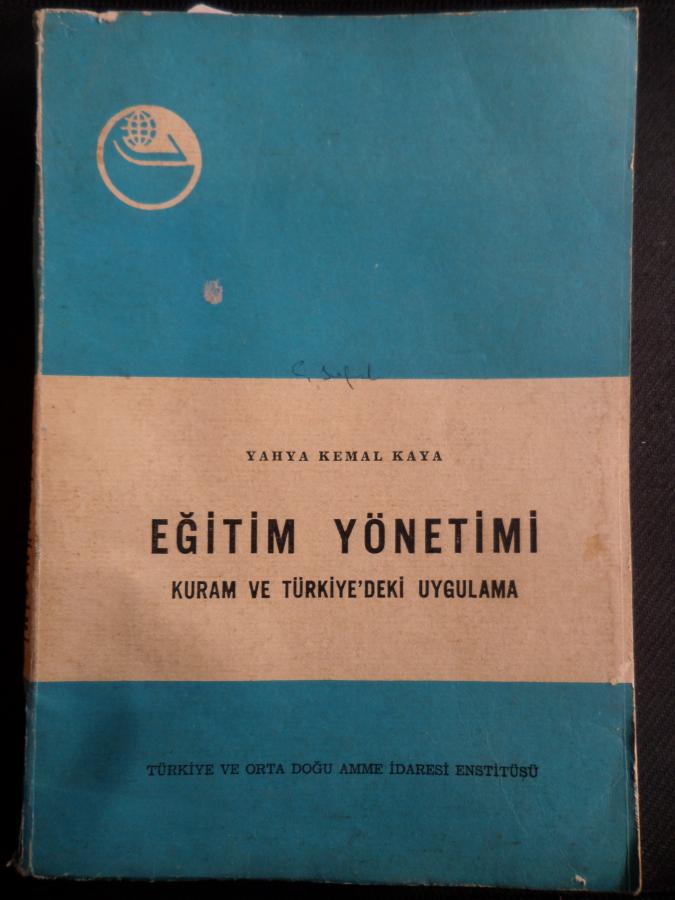 YAHYA KEMAL KAYA
EĞİTİM YÖNETİMİ
KURAM VE TÜRKİYE'DEKİ UYGULAMA
TÜRKİYE VE ORTA DOĞU AMME İDARESİ ENSTİTÜSÜ